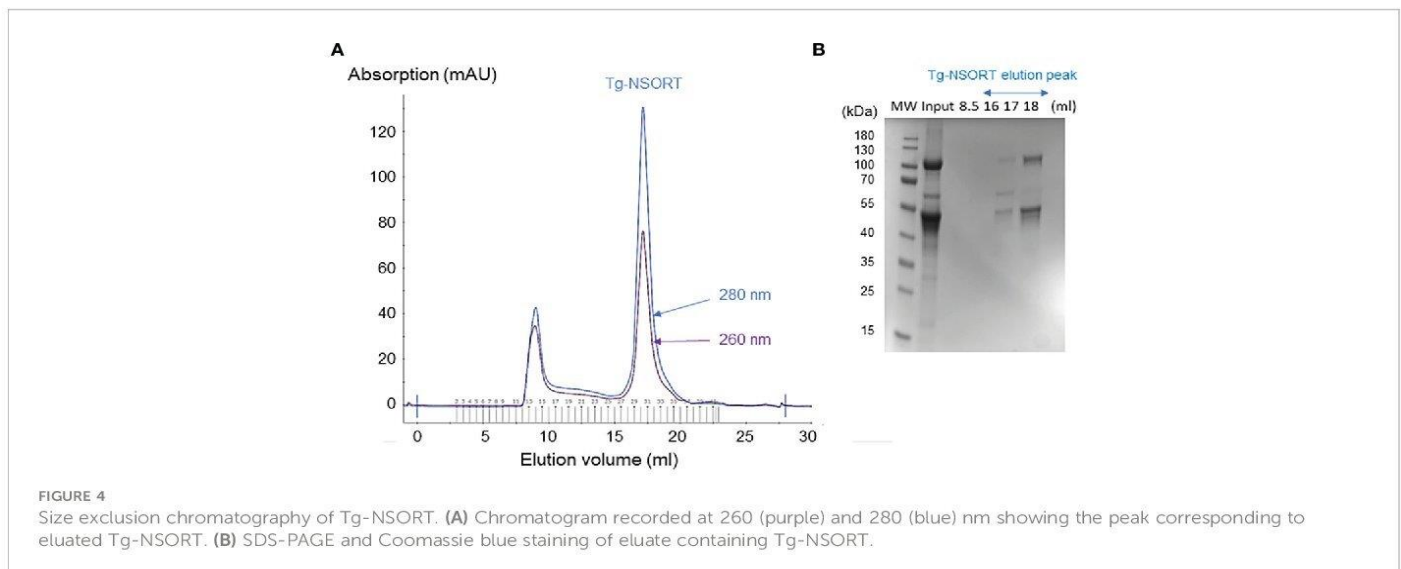 A
Absorption (mAU)
Tg-NSORT
120
100
80
60
40
20
0
280 nm
260 nm
0 5 10 15 20 25 30
Elution volume (ml)
B
Tg-NSORT elution peak
(kDa) MW Input 8.5 16 17 18 (ml)
180
130
100
70
55
40
35
25
15
FIGURE 4
Size exclusion chromatography of Tg-NSORT. (A) Chromatogram recorded at 260 (purple) and 280 (blue) nm showing the peak corresponding to
eluated Tg-NSORT. (B) SDS-PAGE and Coomassie blue staining of eluate containing Tg-NSORT.